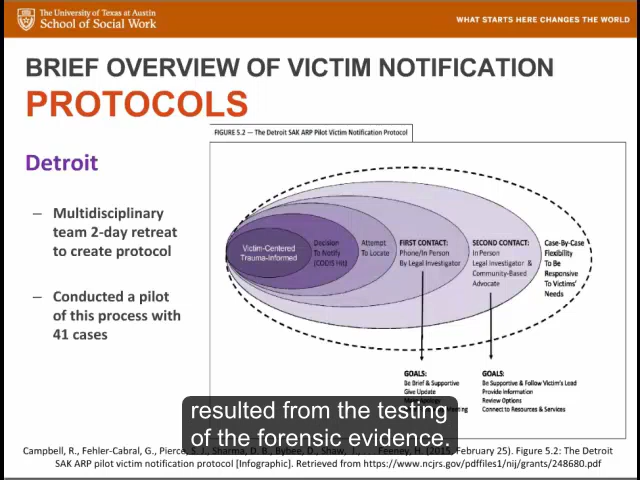 The University of Texas at Austin
School of Social Work
WHAT STARTS HERE CHANGES THE WORLD
BRIEF OVERVIEW OF VICTIM NOTIFICATION
PROTOCOLS
FIGURE 5.2 — The Detroit SAK ARP Pilot Victim Notification Protocol
Detroit
– Multidisciplinary
team 2-day retreat
to create protocol
– Conducted a pilot
of this process with
41 cases
Victim-Centered
Trauma-Informed
Decision
To Notify
(CODIS Hit)
Attempt
To Locate
FIRST CONTACT:
Phone/In Person
By Legal Investigator
SECOND CONTACT:
In Person
Legal Investigator &
Community-Based
Advocate
Case-By-Case
Flexibility
To Be
Responsive
To Victims'
Needs
GOALS:
Be Brief & Supportive
Give Update
GOALS:
Be Supportive & Follow Victim's Lead
Provide Information
Review Options
Connect to Resources & Services
resulted from the testing
of the forensic evidence.
Campbell, R., Fehler-Cabral, G., Pierce, S. J., Sharma, D. B., Bybee, D., Shaw, J., . . . Feeney, H. (2015, February 25). Figure 5.2: The Detroit
SAK ARP pilot victim notification protocol [Infographic]. Retrieved from https://www.ncjrs.gov/pdffiles1/nij/grants/248680.pdf